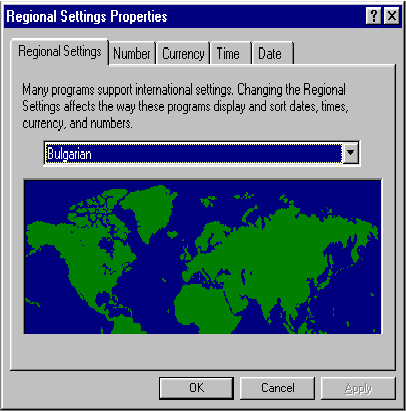 Regional Settings Properties
Regional Settings Number Currency Time Date
Many programs support international settings. Changing the Regional
Settings affects the way these programs display and sort dates, times,
currency, and numbers.
Bulgarian
OK Cancel Apply